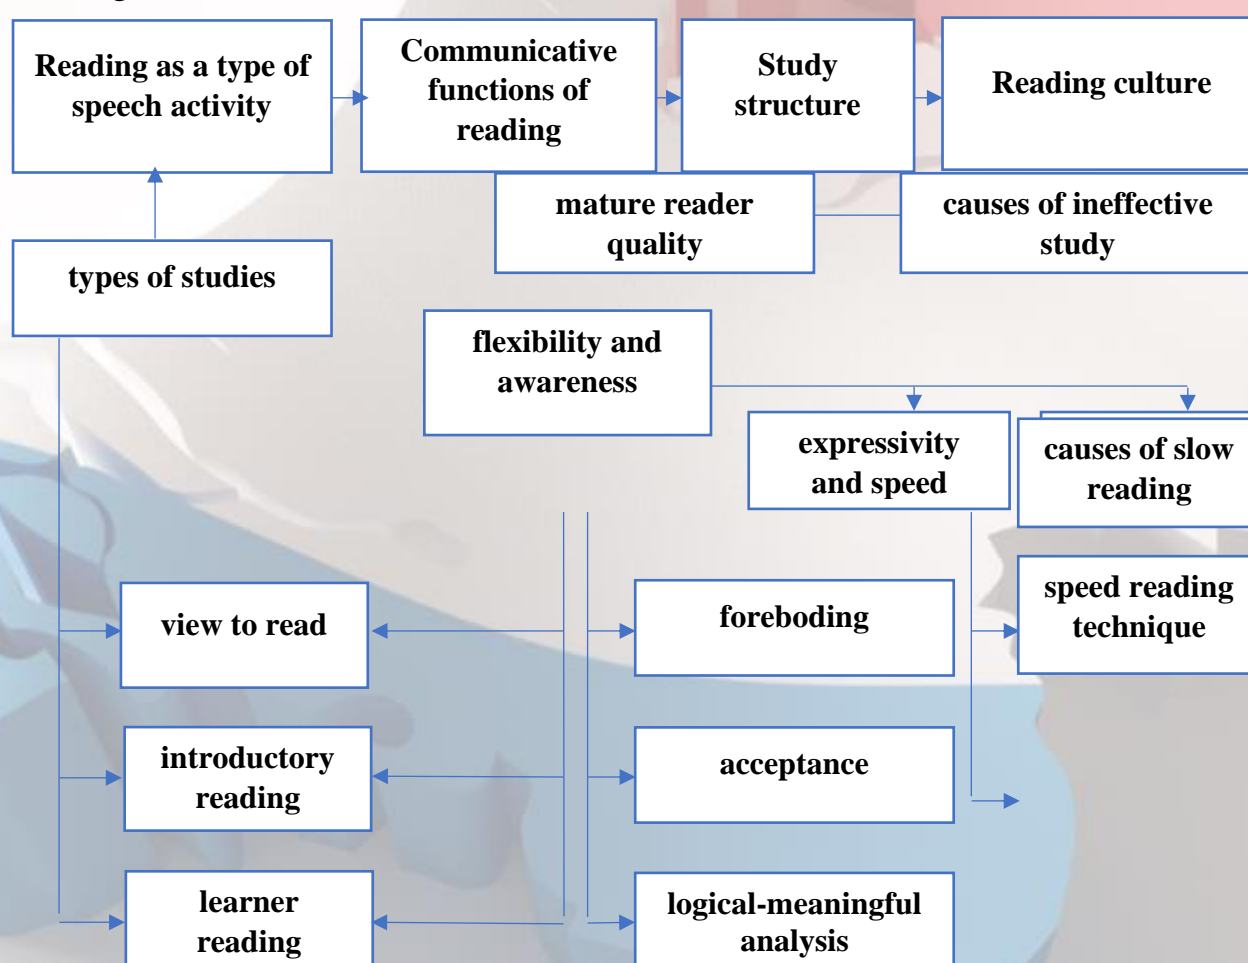 Reading as a type of
speech activity
Communicative
functions of
reading
Study
structure
Reading culture
mature reader
quality
causes of ineffective
study
types of studies
flexibility and
awareness
expressivity
and speed
causes of slow
reading
view to read
foreboding
speed reading
technique
introductory
reading
acceptance
learner
reading
logical-meaningful
analysis